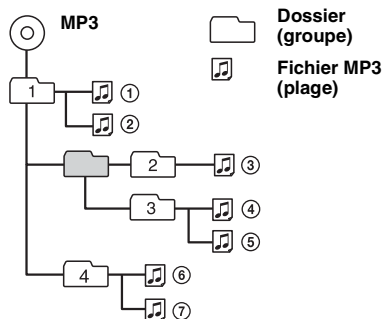 MP3
Dossier
(groupe)
Fichier MP3
(plage)
1
①
②
2
③
3
④
⑤
4
⑥
⑦